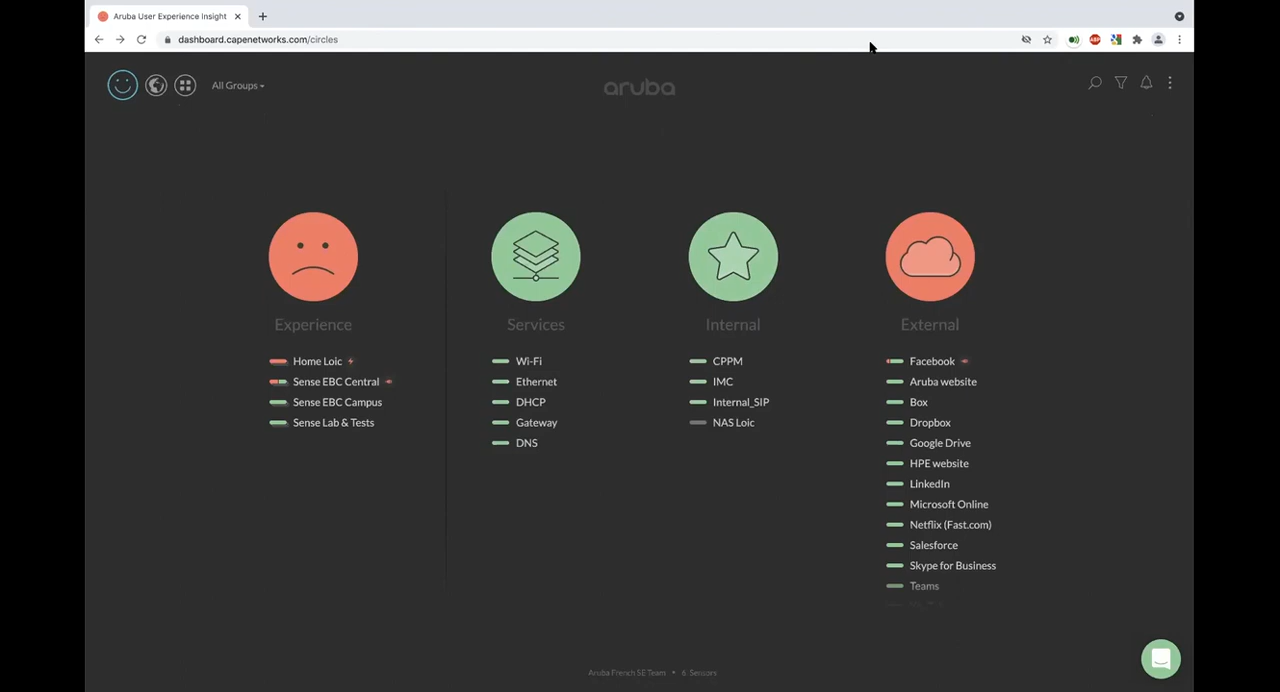 Aruba User Experience Insight
dashboard.capenetworks.com/circles
All Groups
aruba
Experience
Home Loic
Sense EBC Central
Sense EBC Campus
Sense Lab & Tests
Services
Wi-Fi
Ethernet
DHCP
Gateway
DNS
Internal
CPPM
IMC
Internal_SIP
NAS Loic
External
Facebook
Aruba website
Box
Dropbox
Google Drive
HPE website
LinkedIn
Microsoft Online
Netflix (Fast.com)
Salesforce
Skype for Business
Teams
Aruba French SE Team • 6 Sensors